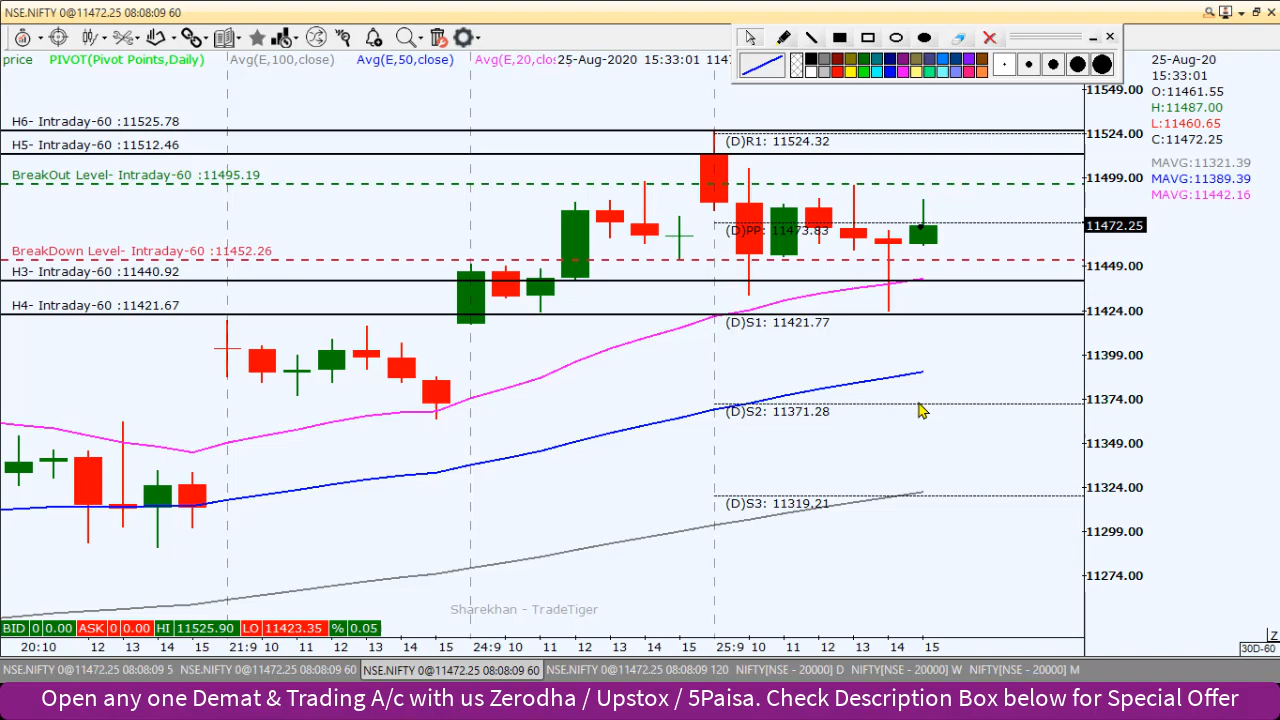 NSE.NIFTY 0@11472.25 08:08:09 60
price PIVOT(Pivot Points,Daily) Avg(E,100,close) Avg(E,50,close) Avg(E,20,clo 25-Aug-2020 15:33:01 1147
25-Aug-20
15:33:01
O:11461.55
H:11487.00
L:11460.65
C:11472.25
MAVG:11321.39
MAVG:11389.39
MAVG:11442.16
H6- Intraday-60 :11525.78
H5- Intraday-60 :11512.46
BreakOut Level- Intraday-60 :11495.19
BreakDown Level- Intraday-60 :11452.26
H3- Intraday-60 :11440.92
H4- Intraday-60 :11421.67
(D)R1: 11524.32
(D)PP: 11473.83
(D)S1: 11421.77
(D)S2: 11371.28
(D)S3: 11319.21
11549.00
11524.00
11499.00
11472.25
11449.00
11424.00
11399.00
11374.00
11349.00
11324.00
11299.00
11274.00
Sharekhan - TradeTiger
BID 0 0.00 ASK 0 0.00 HI 11525.90 LO 11423.35 % 0.05
20:10 12 13 14 15 21:9 10 11 12 13 14 15 24:9 10 11 12 13 14 15 25:9 10 11 12 13 14 15
Z
30D-60
NSE.NIFTY 0@11472.25 08:08:09 5 NSE.NIFTY 0@11472.25 08:08:09 60 NSE.NIFTY 0@11472.25 08:08:09 60 NSE.NIFTY 0@11472.25 08:08:09 120 NIFTY[NSE - 20000] D NIFTY[NSE - 20000] W NIFTY[NSE - 20000] M
Open any one Demat & Trading A/c with us Zerodha / Upstox / 5Paisa. Check Description Box below for Special Offer